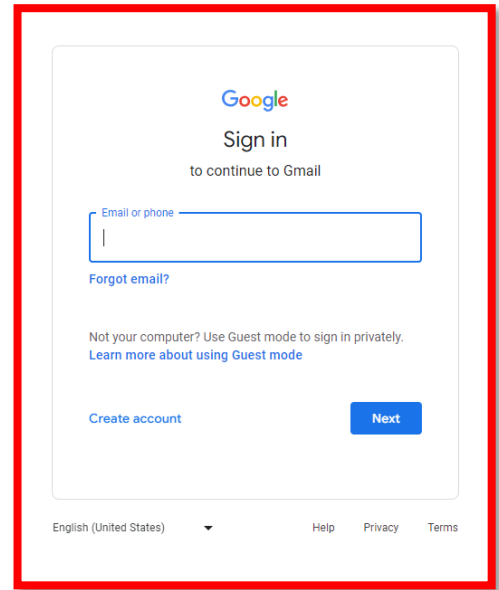 Google
Sign in
to continue to Gmail
Email or phone
Forgot email?
Not your computer? Use Guest mode to sign in privately.
Learn more about using Guest mode
Create account
Next
English (United States)
Help
Privacy
Terms